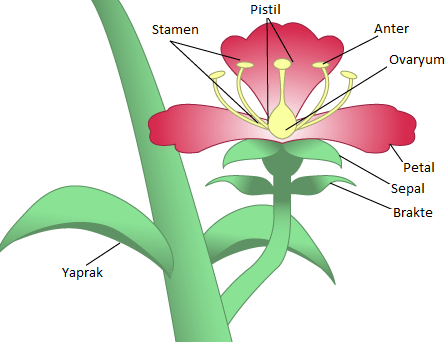 Pistil
Stamen
Anter
Ovaryum
Petal
Sepal
Brakte
Yaprak